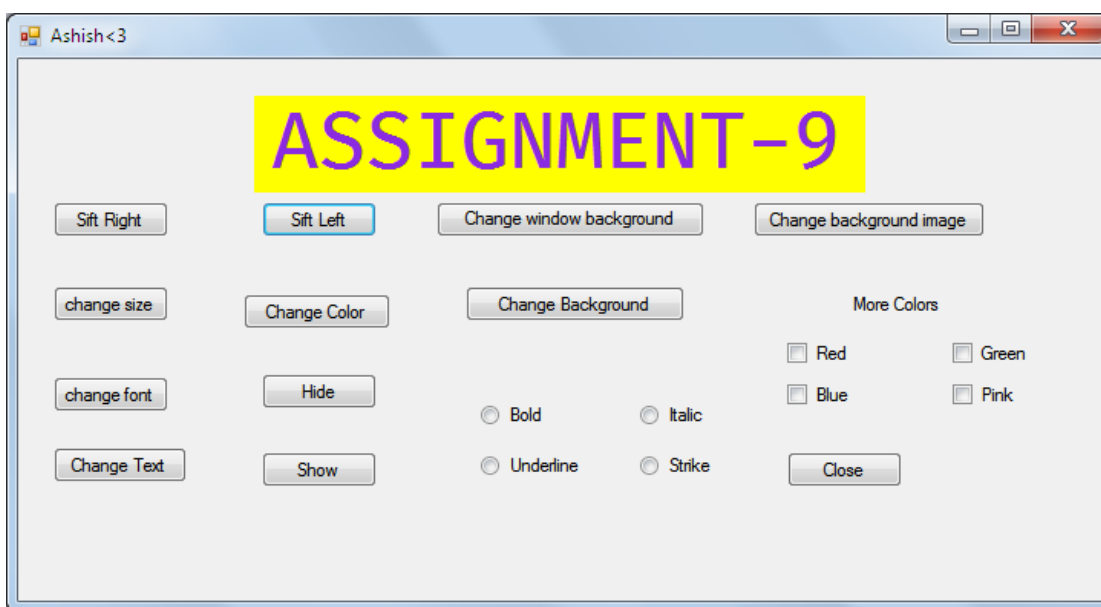 Ashish<3
ASSIGNMENT-9
Sift Right Sift Left Change window background Change background image
change size Change Color Change Background More Colors
Red Green
change font Hide Blue Pink
Bold Italic
Change Text Show Underline Strike Close